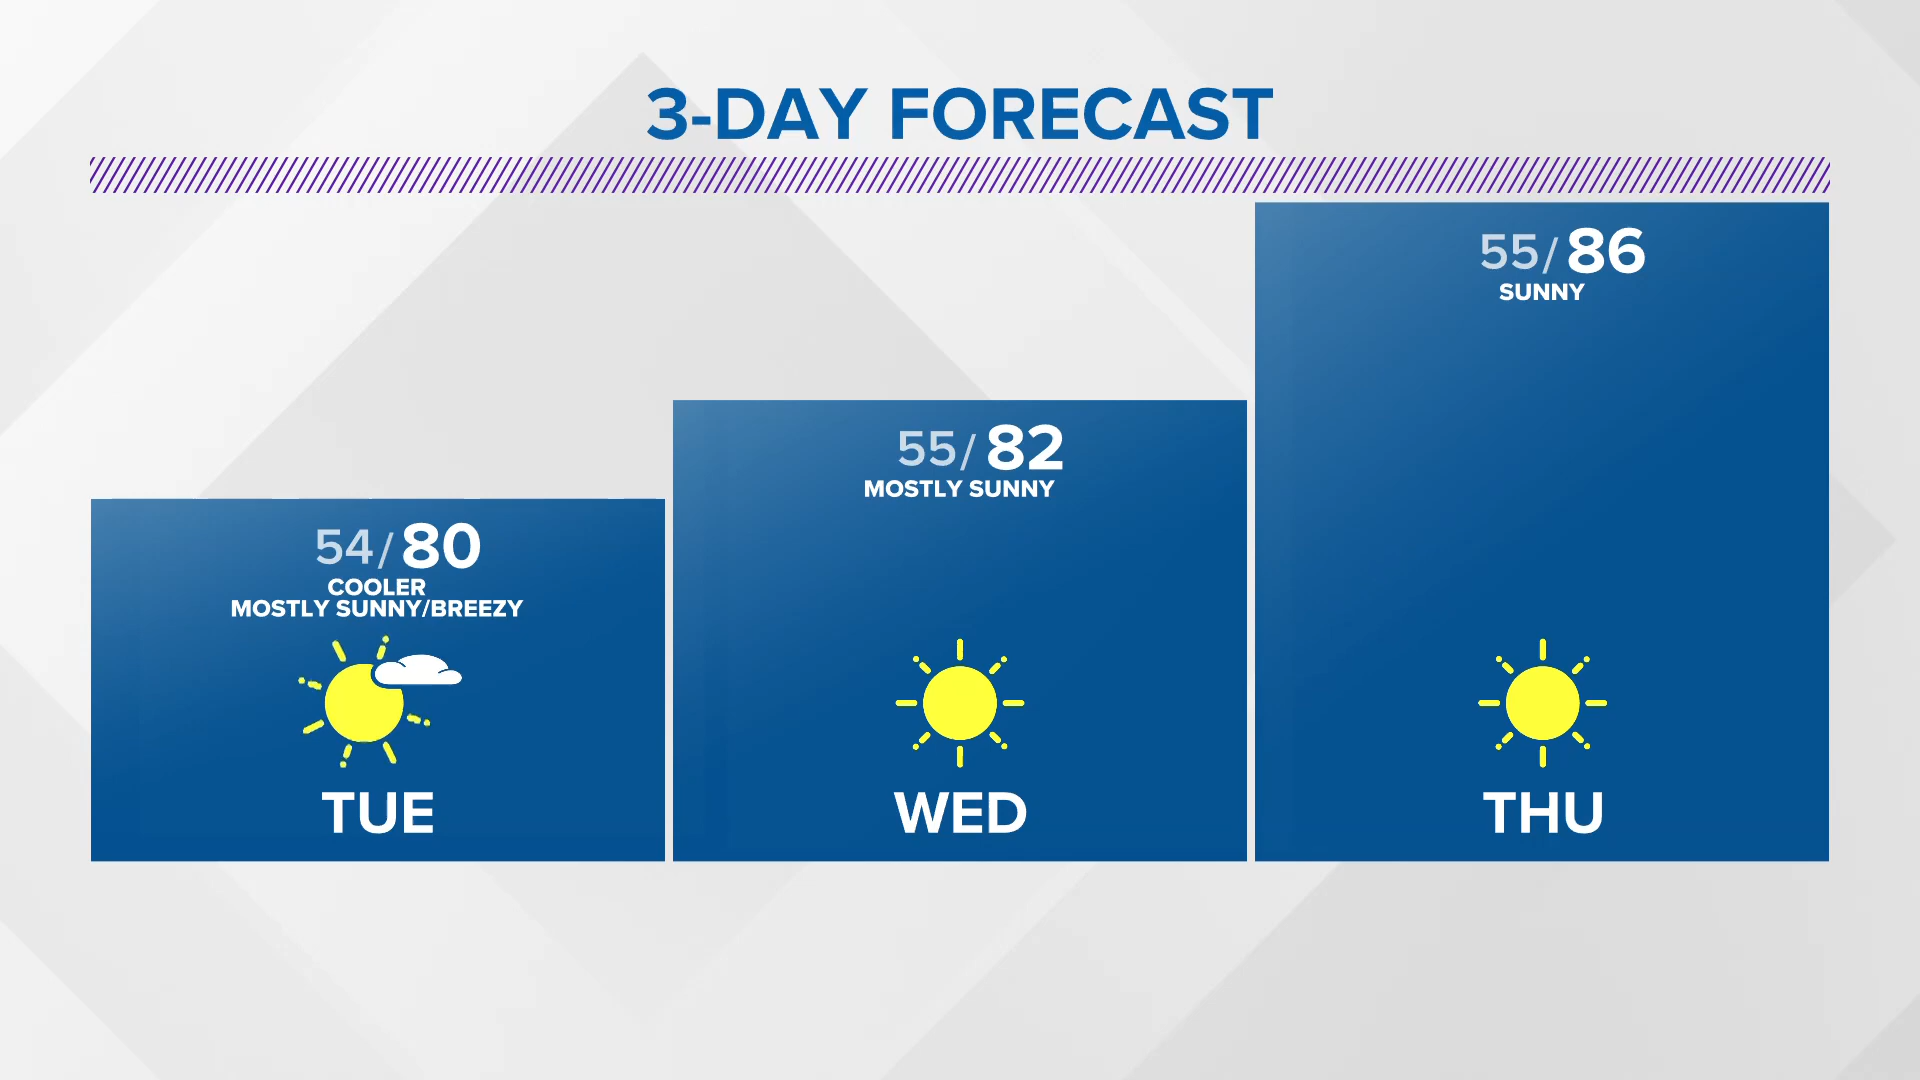 3-DAY FORECAST
54/80
COOLER
MOSTLY SUNNY/BREEZY
TUE
55/82
MOSTLY SUNNY
WED
55/86
SUNNY
THU